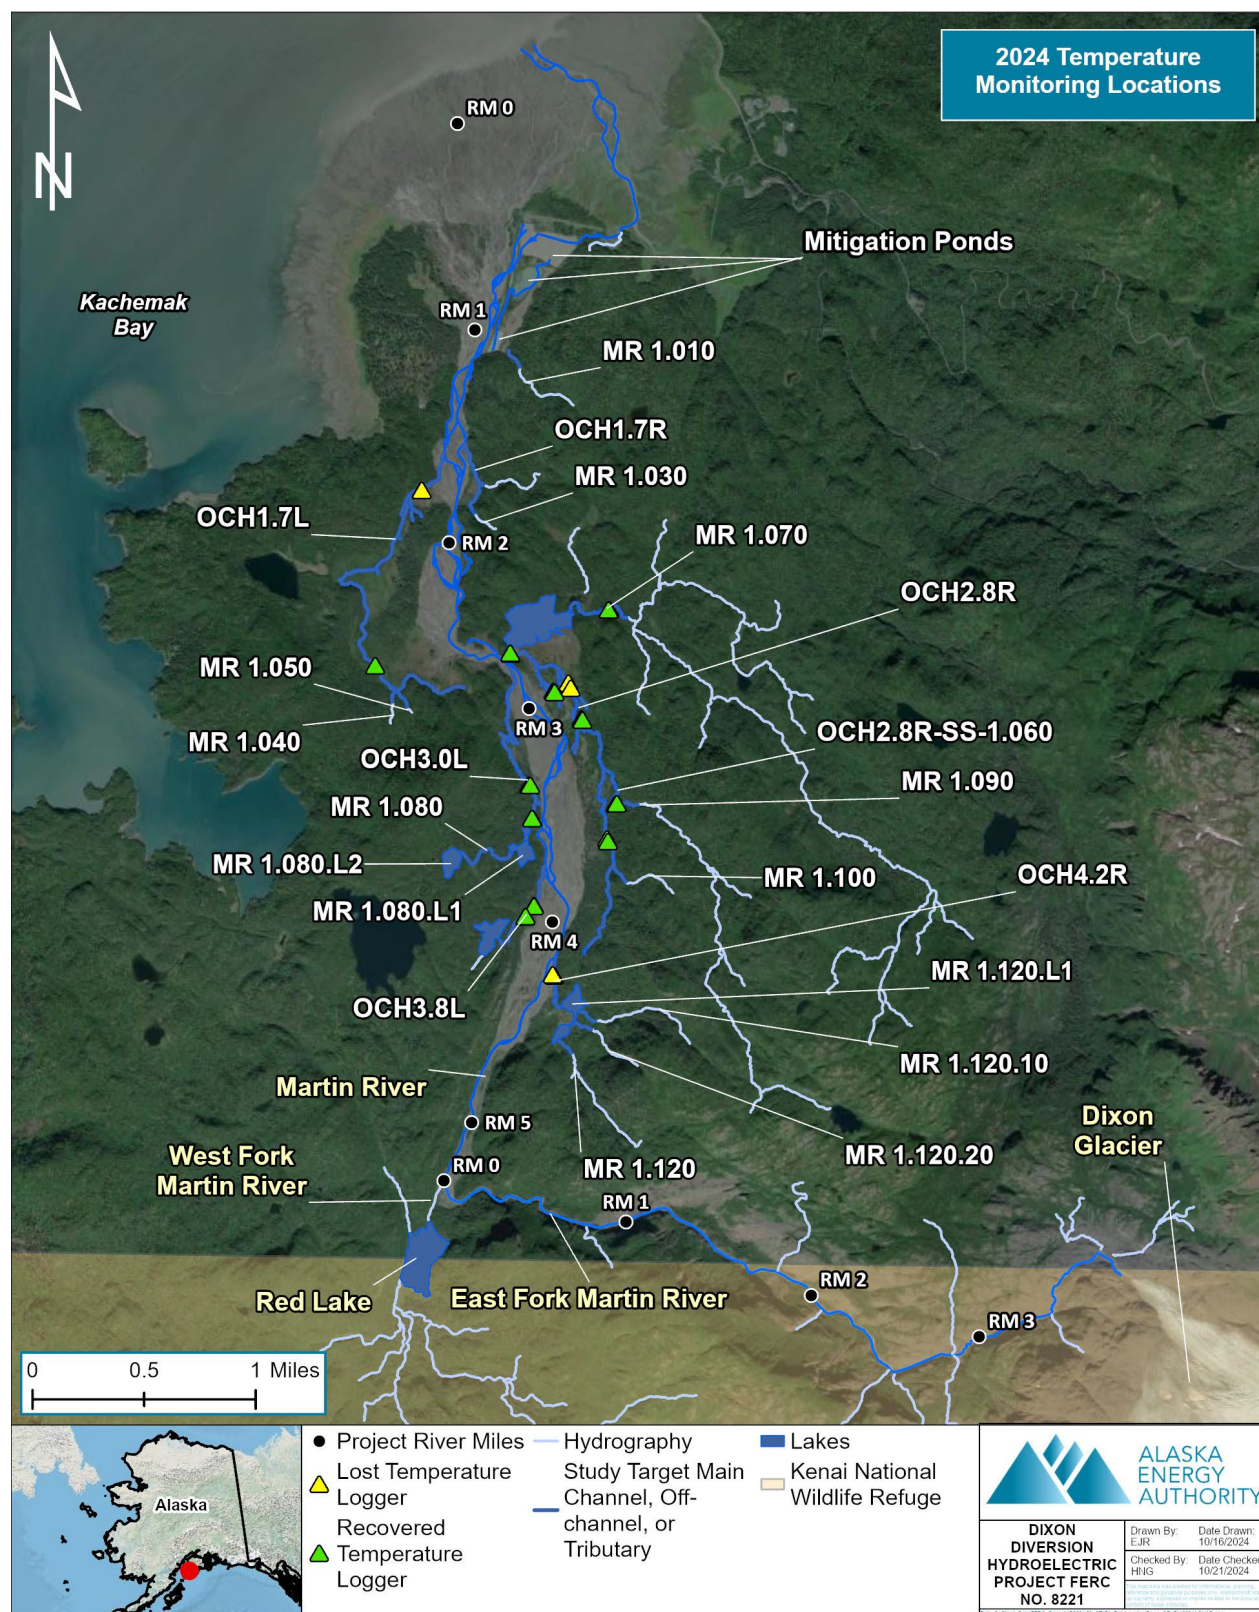 2024 Temperature
Monitoring Locations
N
RM 0
Mitigation Ponds
Kachemak
Bay
RM 1
MR 1.010
OCH1.7R
MR 1.030
OCH1.7L
RM 2
MR 1.070
OCH2.8R
MR 1.050
RM 3
OCH2.8R-SS-1.060
MR 1.040
OCH3.0L
MR 1.090
MR 1.080
MR 1.080.L2
MR 1.100
OCH4.2R
MR 1.080.L1
RM 4
MR 1.120.L1
OCH3.8L
MR 1.120.10
Martin River
Dixon
Glacier
RM 5
MR 1.120.20
West Fork
Martin River
RM 0
MR 1.120
RM 1
RM 2
Red Lake
East Fork Martin River
RM 3
0 0.5 1 Miles
Alaska
Project River Miles
Lost Temperature
Logger
Recovered
Temperature
Logger
Hydrography
Study Target Main
Channel, Off-
channel, or
Tributary
Lakes
Kenai National
Wildlife Refuge
ALASKA
ENERGY
AUTHORITY
DIXON
DIVERSION
HYDROELECTRIC
PROJECT FERC
NO. 8221
Drawn By:
EJR
Date Drawn:
10/16/2024
Checked By:
HNG
Date Checke
10/21/2024